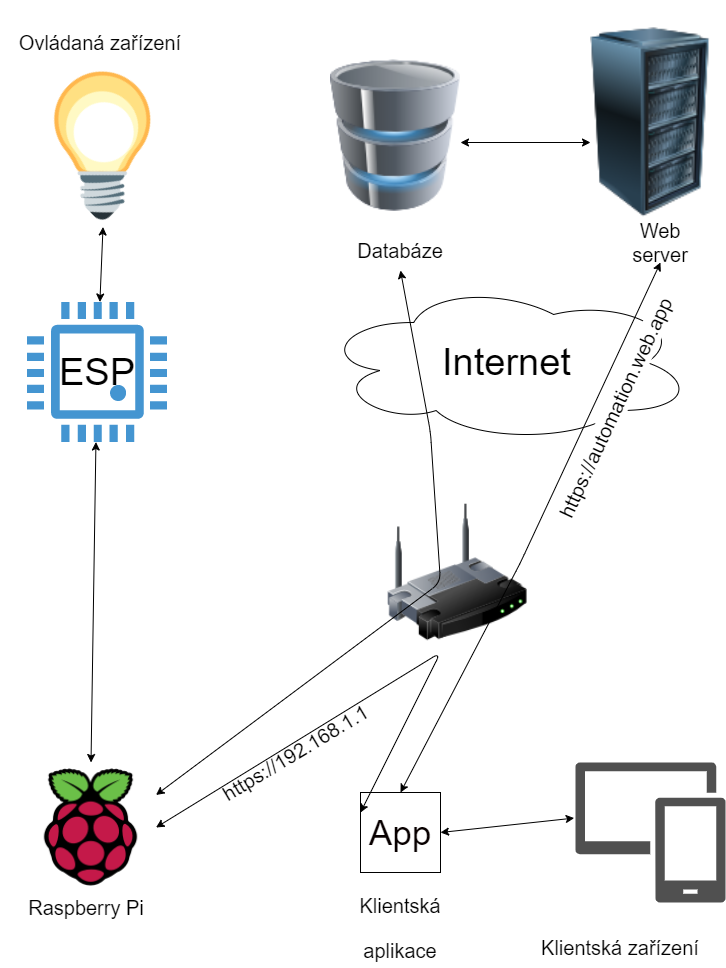 Ovládaná zařízení
Databáze
Web
server
ESP
Internet
https://automation.web.app
https://192.168.1.1
App
Raspberry Pi
Klientská
aplikace
Klientská zařízení